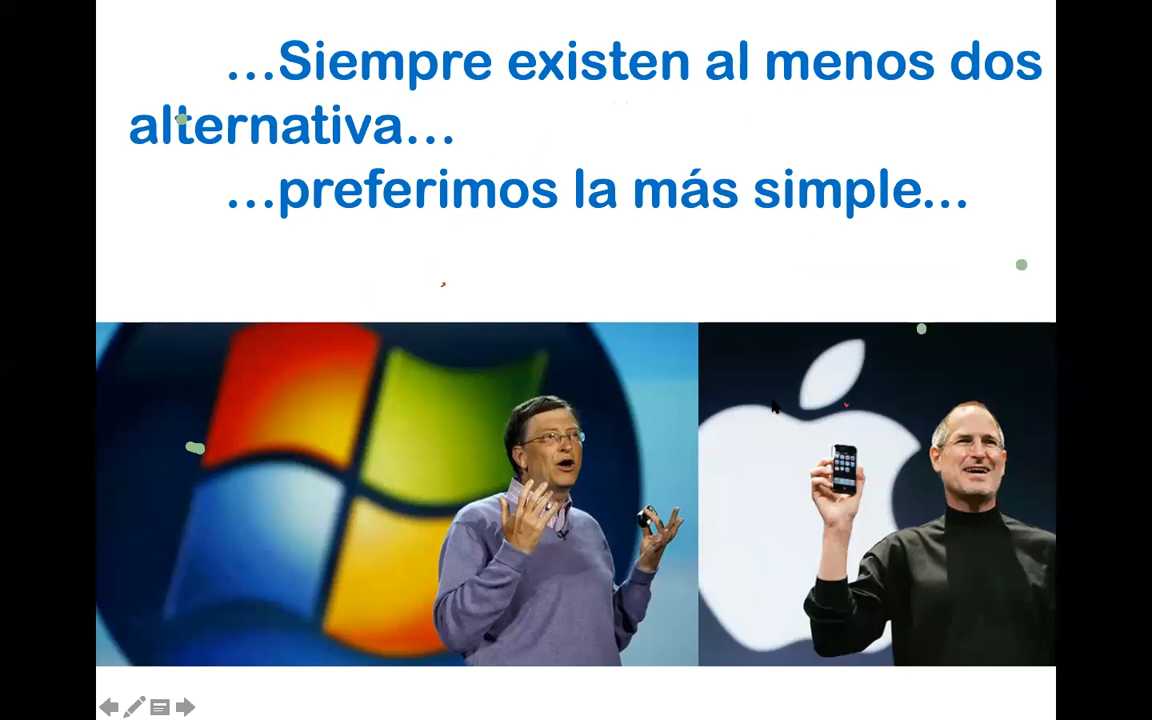 ...Siempre existen al menos dos
alternativa...
...preferimos la más simple...